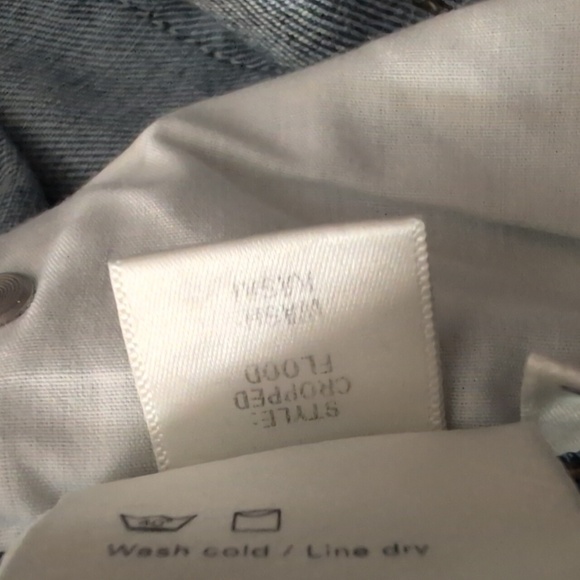 STYLE:
CROPPED
FLOOD
WASH:
40°
Wash cold / Line dry